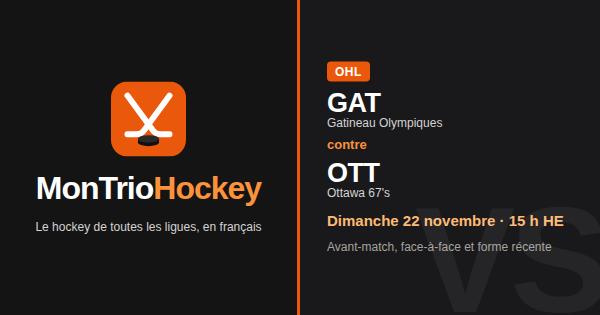 MonTrioHockey
Le hockey de toutes les ligues, en français
OHL
GAT
Gatineau Olympiques
contre
OTT
Ottawa 67's
Dimanche 22 novembre · 15 h HE
Avant-match, face-à-face et forme récente
VS